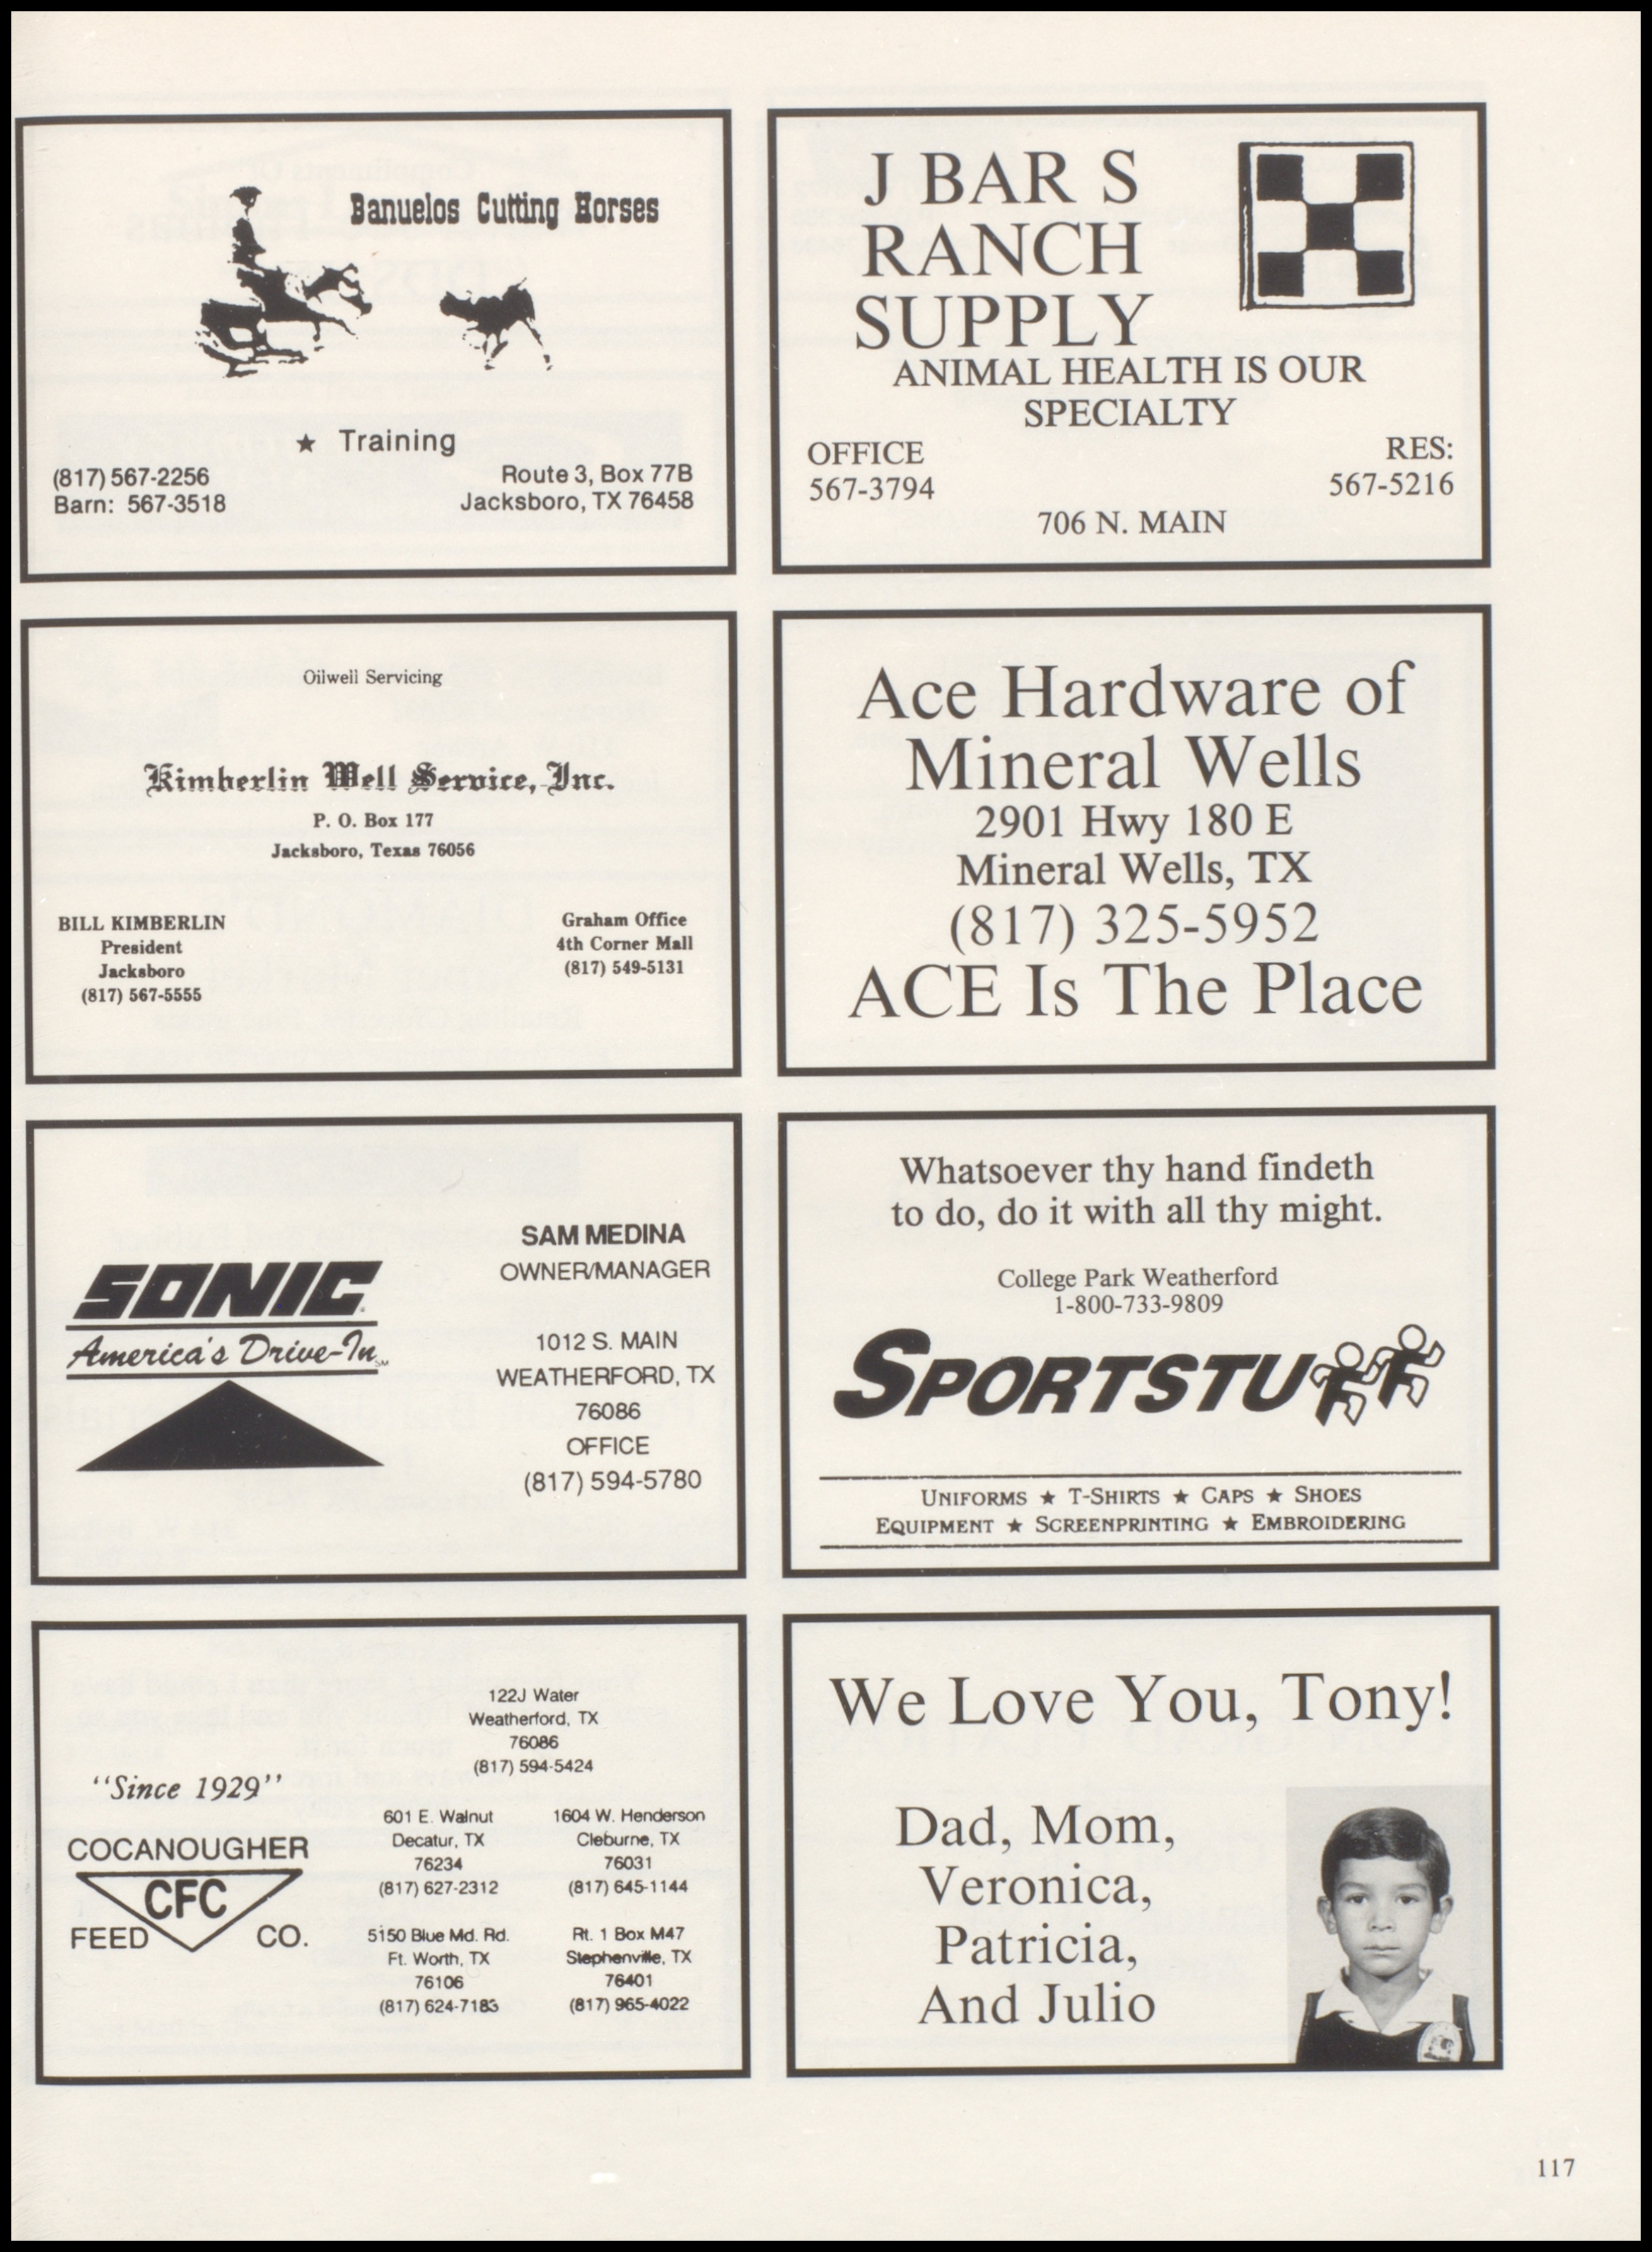 Banuelos Cutting Horses
★ Training
(817) 567-2256
Barn: 567-3518
Route 3, Box 77B
Jacksboro, TX 76458
J BAR S
RANCH
SUPPLY
ANIMAL HEALTH IS OUR
SPECIALTY
OFFICE
567-3794
RES:
567-5216
706 N. MAIN
Oilwell Servicing
Kimberlin Well Service, Inc.
P. O. Box 177
Jacksboro, Texas 76056
BILL KIMBERLIN
President
Jacksboro
(817) 567-5555
Graham Office
4th Corner Mall
(817) 549-5131
Ace Hardware of
Mineral Wells
2901 Hwy 180 E
Mineral Wells, TX
(817) 325-5952
ACE Is The Place
SONIC
America's Drive-In
SM
SAM MEDINA
OWNER/MANAGER
1012 S. MAIN
WEATHERFORD, TX
76086
OFFICE
(817) 594-5780
Whatsoever thy hand findeth
to do, do it with all thy might.
College Park Weatherford
1-800-733-9809
SPORTSTUFF
UNIFORMS ★ T-SHIRTS ★ CAPS ★ SHOES
EQUIPMENT ★ SCREENPRINTING ★ EMBROIDERING
"Since 1929"
COCANOUGHER
CFC
FEED CO.
122J Water
Weatherford, TX
76086
(817) 594-5424
601 E. Walnut
Decatur, TX
76234
(817) 627-2312
1604 W. Henderson
Cleburne, TX
76031
(817) 645-1144
5150 Blue Md. Rd.
Ft. Worth, TX
76106
(817) 624-7183
Rt. 1 Box M47
Stephenville, TX
76401
(817) 965-4022
We Love You, Tony!
Dad, Mom,
Veronica,
Patricia,
And Julio
117